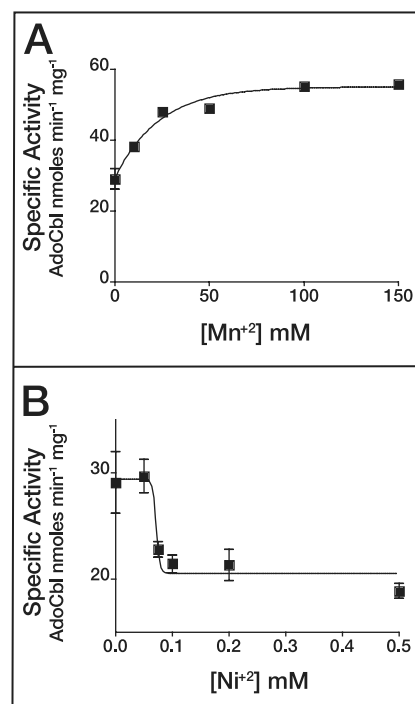 A
Specific Activity
AdoCbl nmoles min⁻¹ mg⁻¹
60
40
20
0
0 50 100 150
[Mn⁺²] mM
B
Specific Activity
AdoCbl nmoles min⁻¹ mg⁻¹
30
20
0.0 0.1 0.2 0.3 0.4 0.5
[Ni⁺²] mM